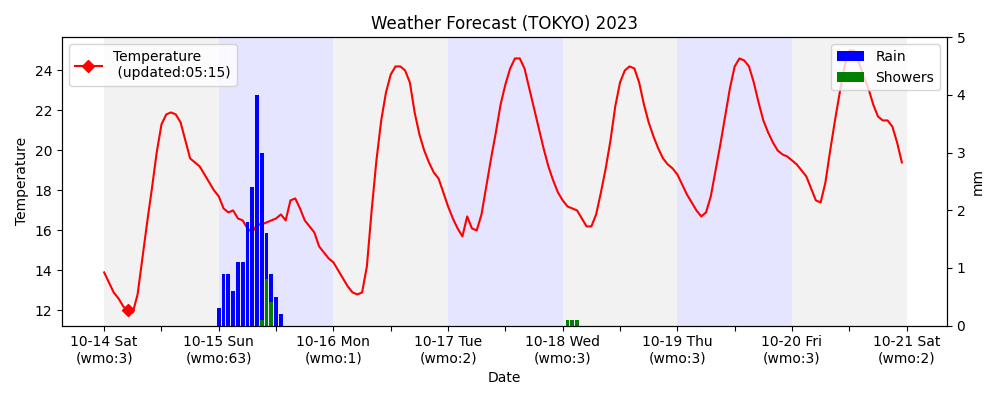 Weather Forecast (TOKYO) 2023
Temperature
(updated:05:15)
Rain
Showers
Temperature
24
22
20
18
16
14
12
5
4
3
2
1
0
mm
10-14 Sat
(wmo:3)
10-15 Sun
(wmo:63)
10-16 Mon
(wmo:1)
10-17 Tue
(wmo:2)
10-18 Wed
(wmo:3)
10-19 Thu
(wmo:3)
10-20 Fri
(wmo:3)
10-21 Sat
(wmo:2)
Date